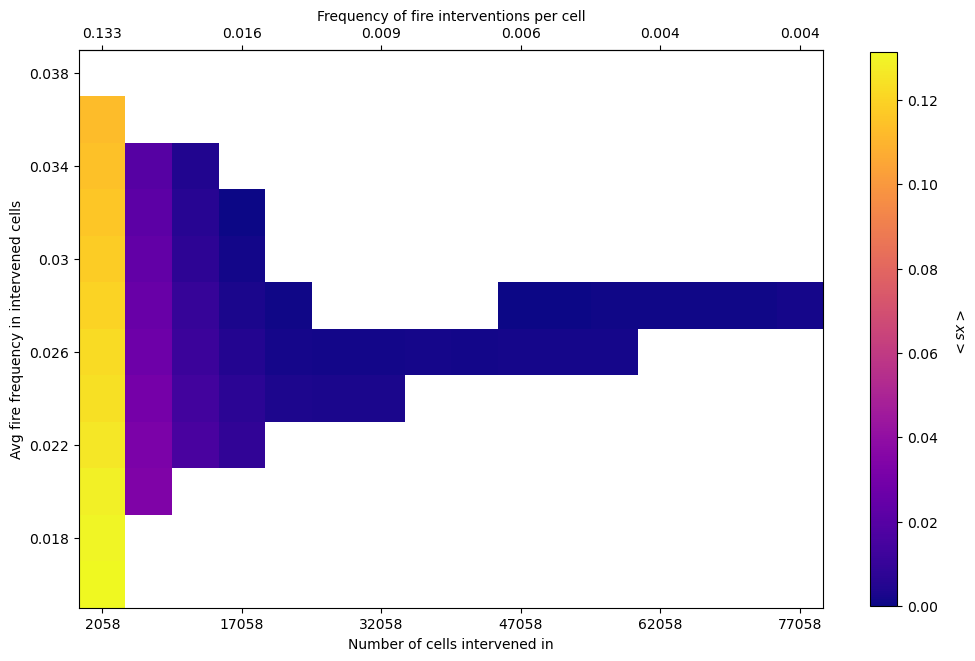 Frequency of fire interventions per cell
0.133 0.016 0.009 0.006 0.004 0.004
Avg fire frequency in intervened cells
0.038
0.034
0.03
0.026
0.022
0.018
2058 17058 32058 47058 62058 77058
Number of cells intervened in
0.12
0.10
0.08
0.06
0.04
0.02
0.00
< sx >